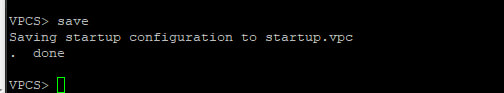 VPCS> save
Saving startup configuration to startup.vpc
.  done
VPCS>